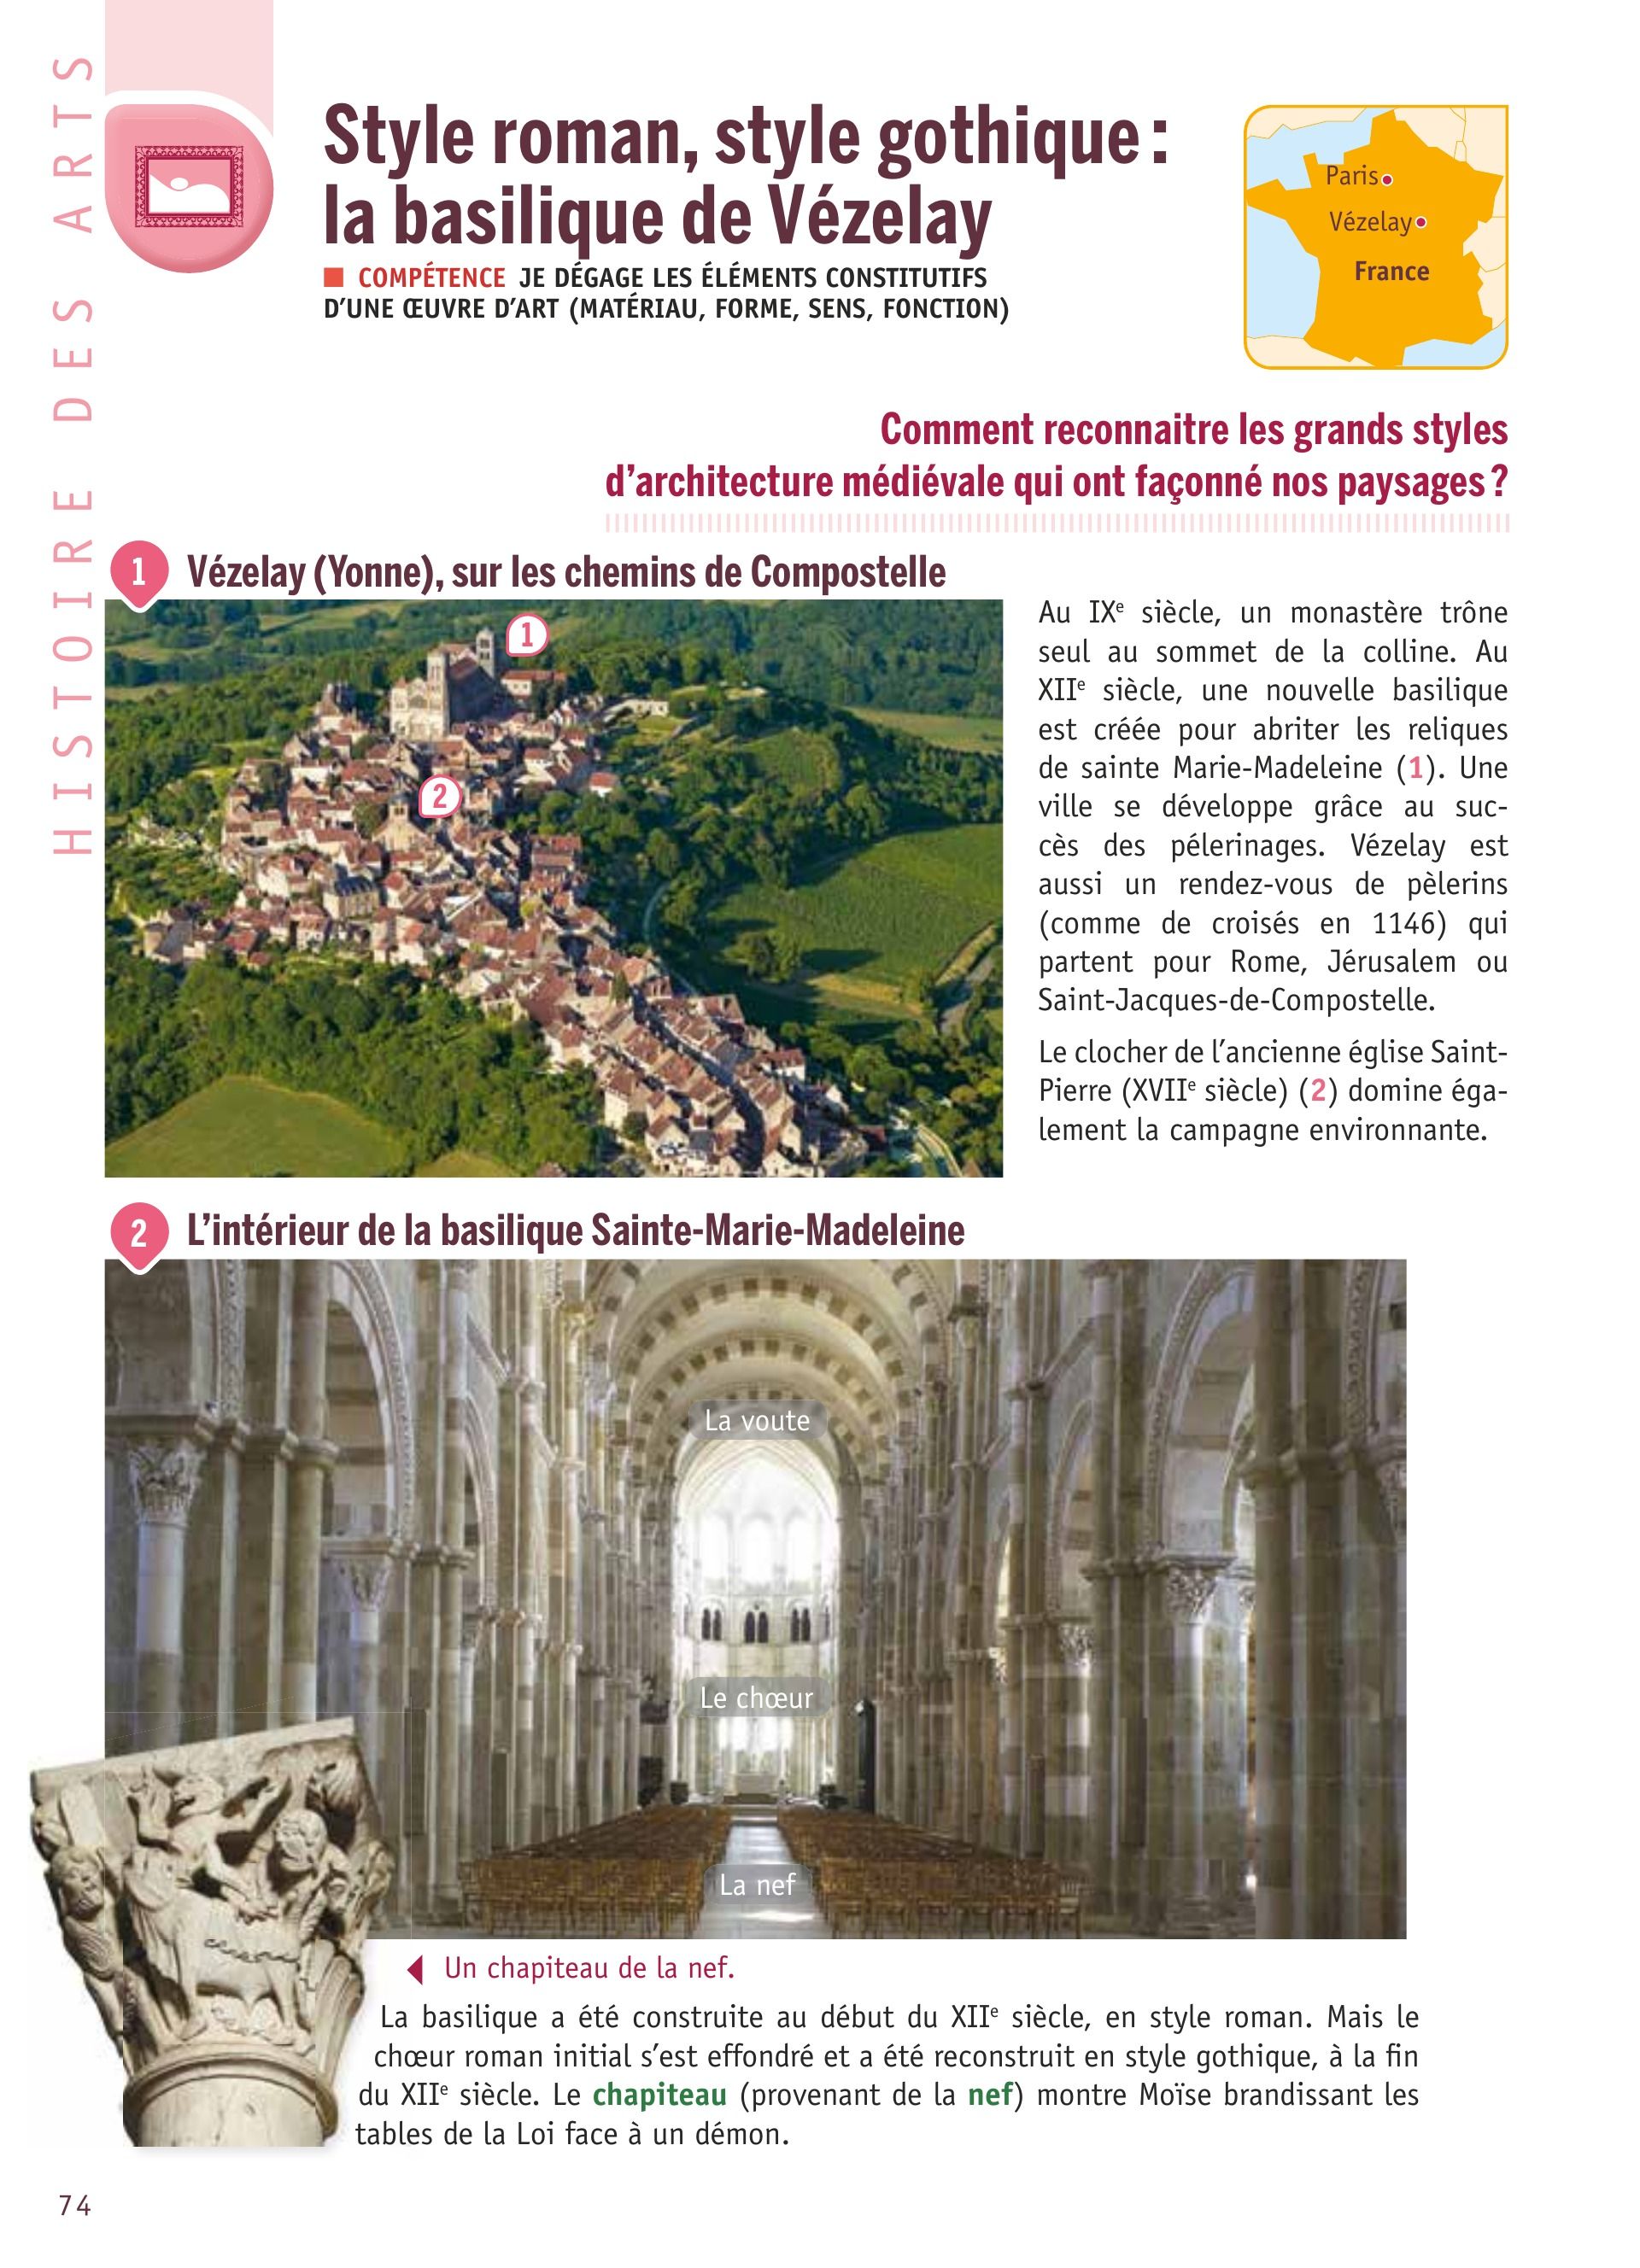 HISTOIRE DES ARTS
Style roman, style gothique :
la basilique de Vézelay
■ COMPÉTENCE JE DÉGAGE LES ÉLÉMENTS CONSTITUTIFS
D’UNE ŒUVRE D’ART (MATÉRIAU, FORME, SENS, FONCTION)
Paris
Vézelay
France
Comment reconnaitre les grands styles
d’architecture médiévale qui ont façonné nos paysages ?
1 Vézelay (Yonne), sur les chemins de Compostelle
1
2
Au IXe siècle, un monastère trône
seul au sommet de la colline. Au
XIIe siècle, une nouvelle basilique
est créée pour abriter les reliques
de sainte Marie-Madeleine (1). Une
ville se développe grâce au suc-
cès des pélerinages. Vézelay est
aussi un rendez-vous de pèlerins
(comme de croisés en 1146) qui
partent pour Rome, Jérusalem ou
Saint-Jacques-de-Compostelle.
Le clocher de l’ancienne église Saint-
Pierre (XVIIe siècle) (2) domine éga-
lement la campagne environnante.
2 L’intérieur de la basilique Sainte-Marie-Madeleine
La voute
Le chœur
La nef
Un chapiteau de la nef.
La basilique a été construite au début du XIIe siècle, en style roman. Mais le
chœur roman initial s’est effondré et a été reconstruit en style gothique, à la fin
du XIIe siècle. Le chapiteau (provenant de la nef) montre Moïse brandissant les
tables de la Loi face à un démon.
74